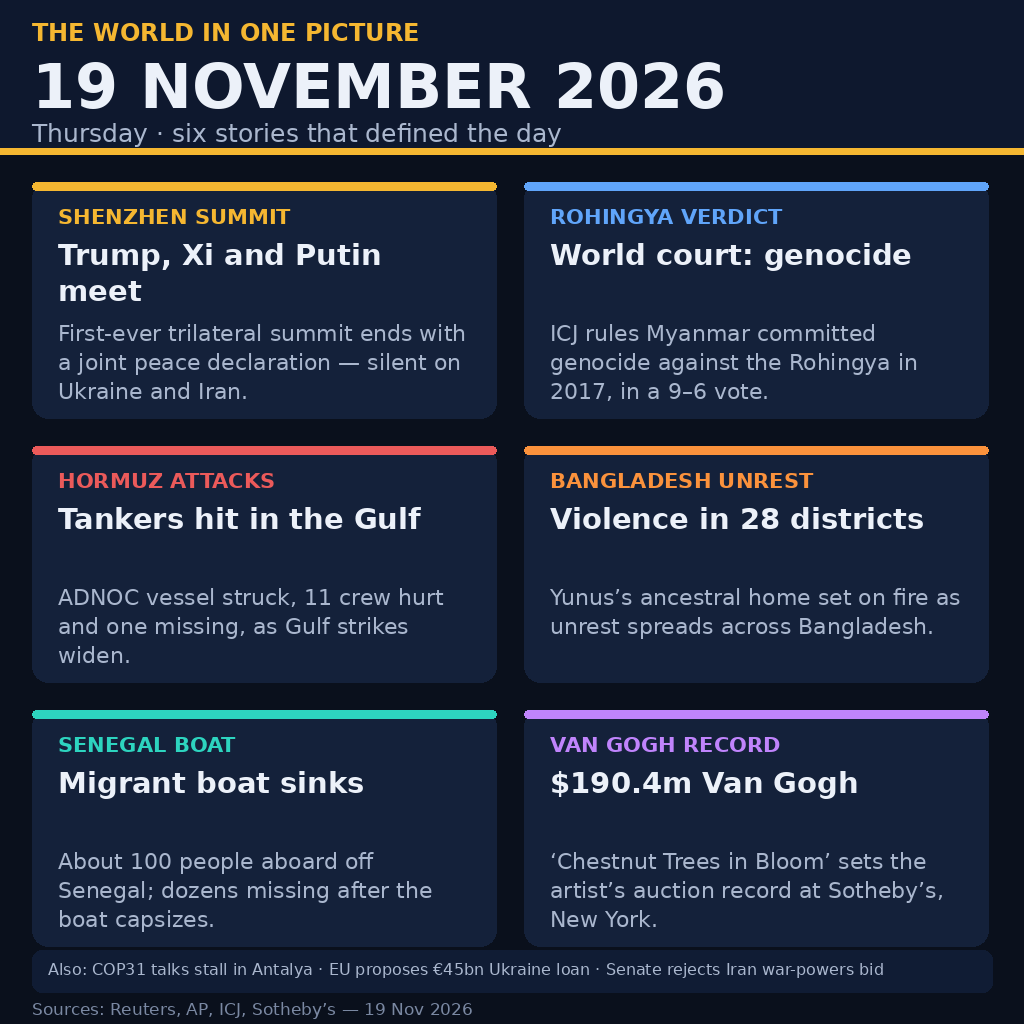 THE WORLD IN ONE PICTURE
19 NOVEMBER 2026
Thursday · six stories that defined the day
SHENZHEN SUMMIT
Trump, Xi and Putin
meet
First-ever trilateral summit ends with
a joint peace declaration — silent on
Ukraine and Iran.
ROHINGYA VERDICT
World court: genocide
ICJ rules Myanmar committed
genocide against the Rohingya in
2017, in a 9–6 vote.
HORMUZ ATTACKS
Tankers hit in the Gulf
ADNOC vessel struck, 11 crew hurt
and one missing, as Gulf strikes
widen.
BANGLADESH UNREST
Violence in 28 districts
Yunus’s ancestral home set on fire as
unrest spreads across Bangladesh.
SENEGAL BOAT
Migrant boat sinks
About 100 people aboard off
Senegal; dozens missing after the
boat capsizes.
VAN GOGH RECORD
$190.4m Van Gogh
‘Chestnut Trees in Bloom’ sets the
artist’s auction record at Sotheby’s,
New York.
Also: COP31 talks stall in Antalya · EU proposes €45bn Ukraine loan · Senate rejects Iran war-powers bid
Sources: Reuters, AP, ICJ, Sotheby’s — 19 Nov 2026